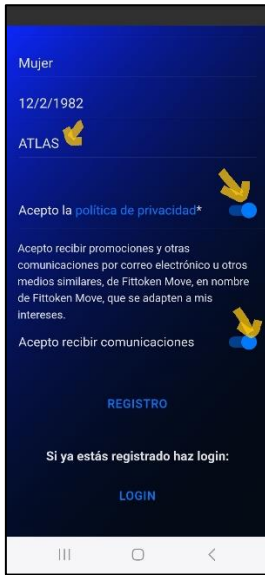 Mujer
12/2/1982
ATLAS
Acepto la política de privacidad*
Acepto recibir promociones y otras
comunicaciones por correo electrónico u otros
medios similares, de Fittoken Move, en nombre
de Fittoken Move, que se adapten a mis
intereses.
Acepto recibir comunicaciones
REGISTRO
Si ya estás registrado haz login:
LOGIN